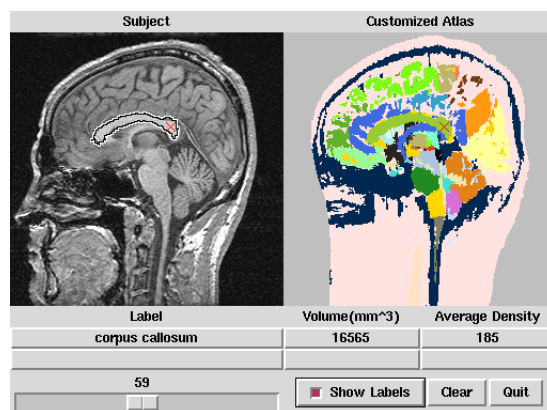 Subject Customized Atlas
Label Volume(mm^3) Average Density
corpus callosum 16565 185
59
Show Labels Clear Quit